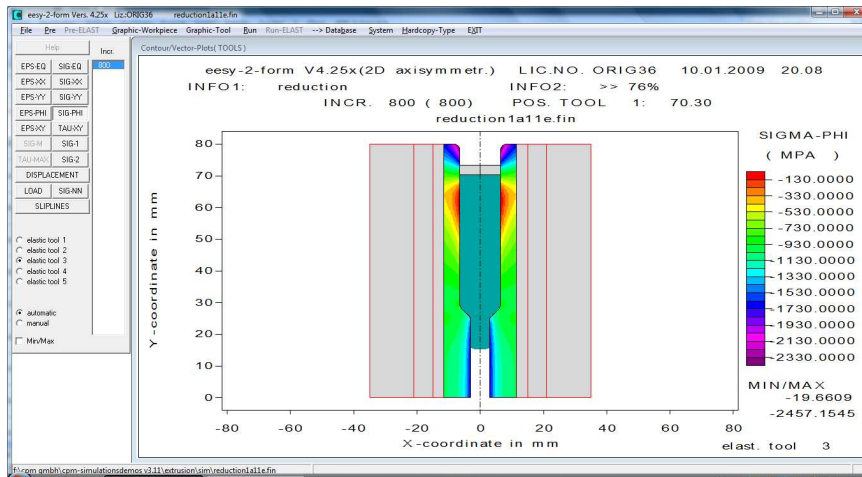 eesy-2-form Vers. 4.25x Liz.:ORIG36 reduction1a11e.fin
File Pre Pre-ELAST Graphic-Workpiece Graphic-Tool Run Run-ELAST --> Database System Hardcopy-Type EXIT
Help Incr.
800
EPS-EQ SIG-EQ
EPS-XX SIG-XX
EPS-YY SIG-YY
EPS-PHI SIG-PHI
EPS-XY TAU-XY
SIG-M SIG-1
TAU-MAX SIG-2
DISPLACEMENT
LOAD SIG-NN
SLIPLINES
elastic tool 1
elastic tool 2
elastic tool 3
elastic tool 4
elastic tool 5
automatic
manual
Min/Max
Contour/Vector-Plots( TOOLS )
eesy-2-form V4.25x(2D axisymmetr.) LIC.NO. ORIG36 10.01.2009 20.08
INFO1: reduction INFO2: >> 76%
INCR. 800 ( 800) POS. TOOL 1: 70.30
reduction1a11e.fin
Y-coordinate in mm
80
70
60
50
40
30
20
10
0
-80 -60 -40 -20 0 20 40 60 80
X-coordinate in mm
SIGMA-PHI
( MPA )
-130.0000
-330.0000
-530.0000
-730.0000
-930.0000
-1130.0000
-1330.0000
-1530.0000
-1730.0000
-1930.0000
-2130.0000
-2330.0000
MIN/MAX
-19.6609
-2457.1545
elast. tool 3
f:\cpm gmbh\cpm-simulationsdemos v3.11\extrusion\sim\reduction1a11e.fin